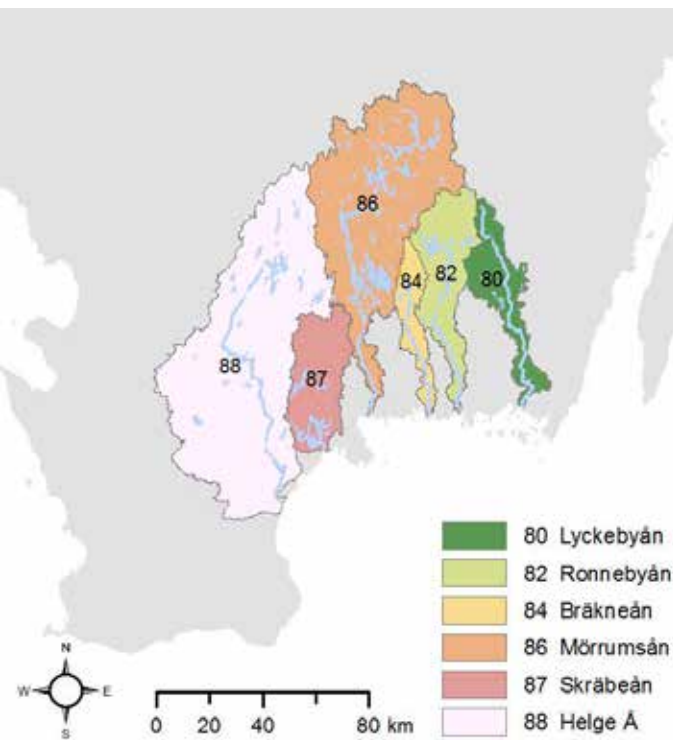 86
84
82
80
88
87
80 Lyckebyån
82 Ronnebyån
84 Bräkneån
86 Mörrumsån
87 Skräbeån
88 Helge Å
N
W E
S
0 20 40 80 km